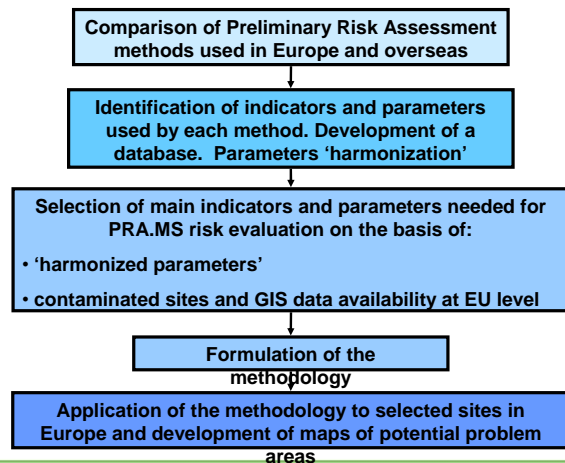 Comparison of Preliminary Risk Assessment
methods used in Europe and overseas
Identification of indicators and parameters
used by each method. Development of a
database.  Parameters ‘harmonization’
Selection of main indicators and parameters needed for
PRA.MS risk evaluation on the basis of:
• ‘harmonized parameters’
• contaminated sites and GIS data availability at EU level
Formulation of the
methodology
Application of the methodology to selected sites in
Europe and development of maps of potential problem
areas